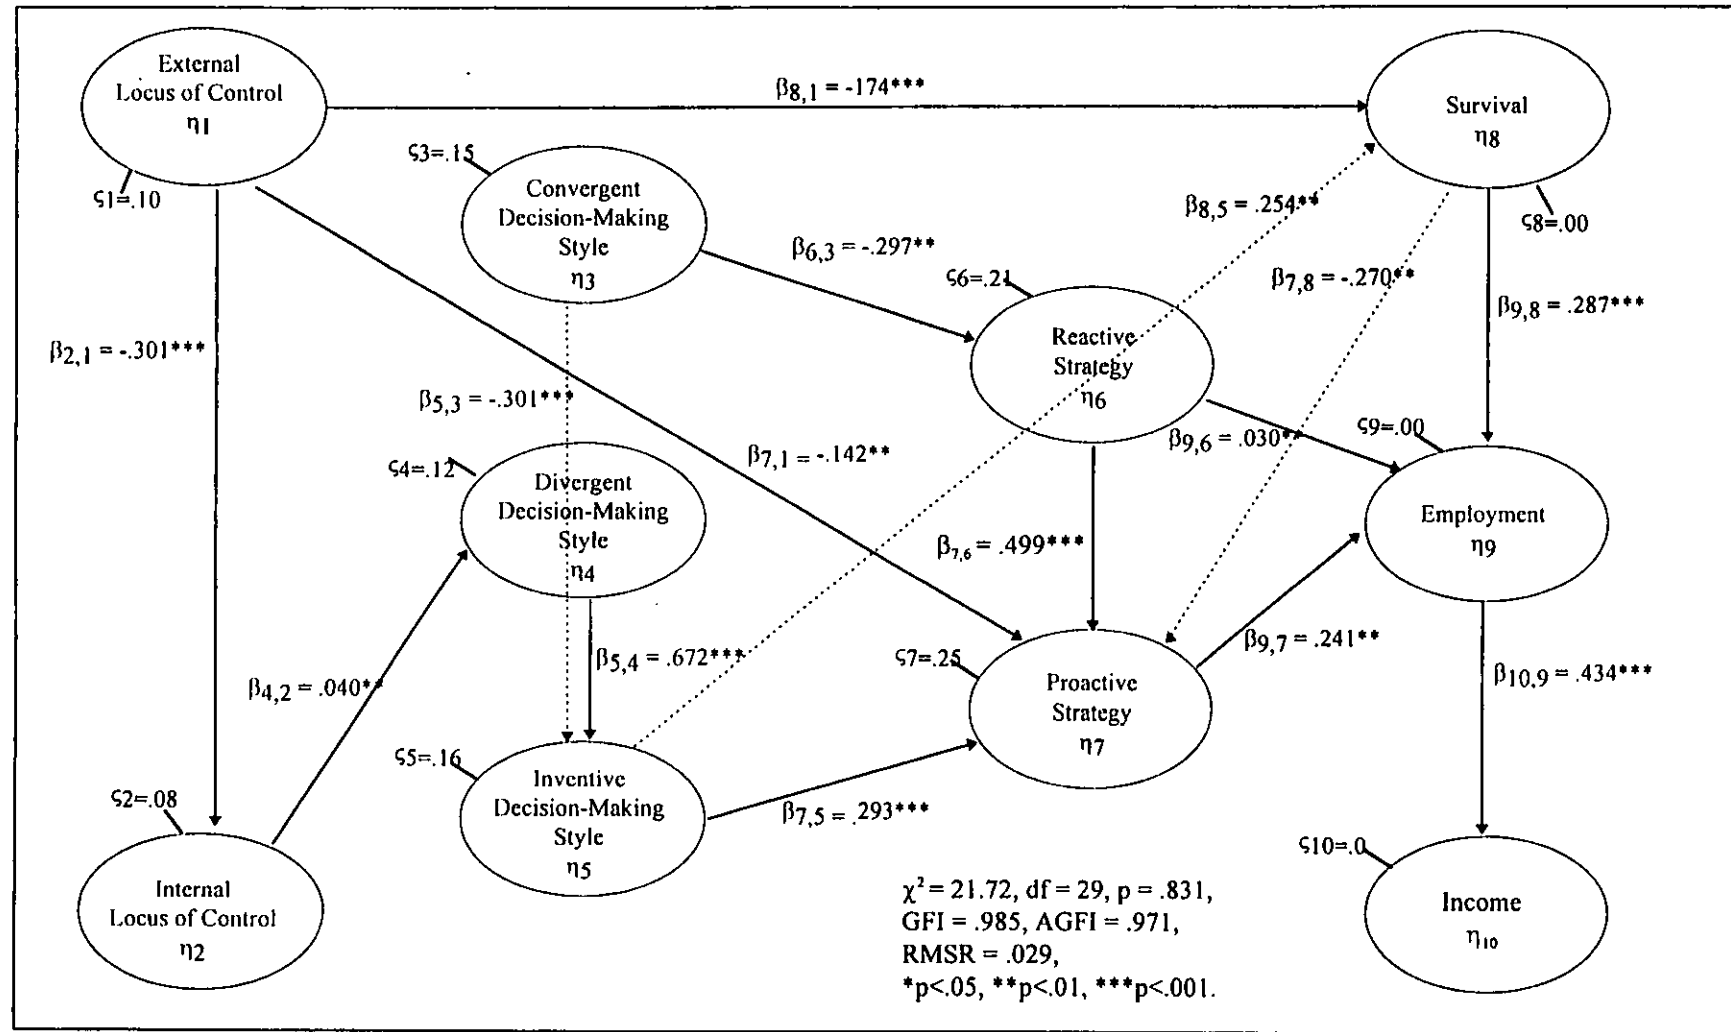 External
Locus of Control
η1
β8,1 = -174***
Survival
η8
ς3=.15
ς1=.10
Convergent
Decision-Making
Style
η3
β8,5 = .254**
ς8=.00
β6,3 = -.297**
ς6=.21
β7,8 = -.270**
β9,8 = .287***
β2,1 = -.301***
Reactive
Strategy
η6
β5,3 = -.301***
β7,1 = -.142**
β9,6 = .030**
ς9=.00
ς4=.12
Divergent
Decision-Making
Style
η4
Employment
η9
β7,6 = .499***
β9,7 = .241**
β5,4 = .672***
ς7=.25
β4,2 = .040**
β10,9 = .434***
Proactive
Strategy
η7
ς5=.16
Inventive
Decision-Making
Style
η5
β7,5 = .293***
ς2=.08
ς10=.0
Internal
Locus of Control
η2
χ² = 21.72, df = 29, p = .831,
GFI = .985, AGFI = .971,
RMSR = .029,
*p<.05, **p<.01, ***p<.001.
Income
η10